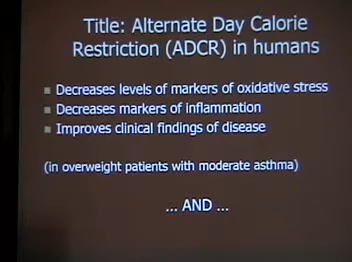 Title: Alternate Day Calorie
Restriction (ADCR) in humans
Decreases levels of markers of oxidative stress
Decreases markers of inflammation
Improves clinical findings of disease
(in overweight patients with moderate asthma)
... AND ...